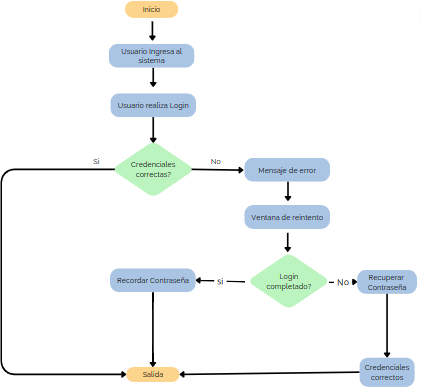 Inicio
Usuario Ingresa al
sistema
Usuario realiza Login
Credenciales
correctas?
Si
No
Mensaje de error
Ventana de reintento
Login
completado?
si
No
Recordar Contraseña
Recuperar
Contraseña
Credenciales
correctos
Salida